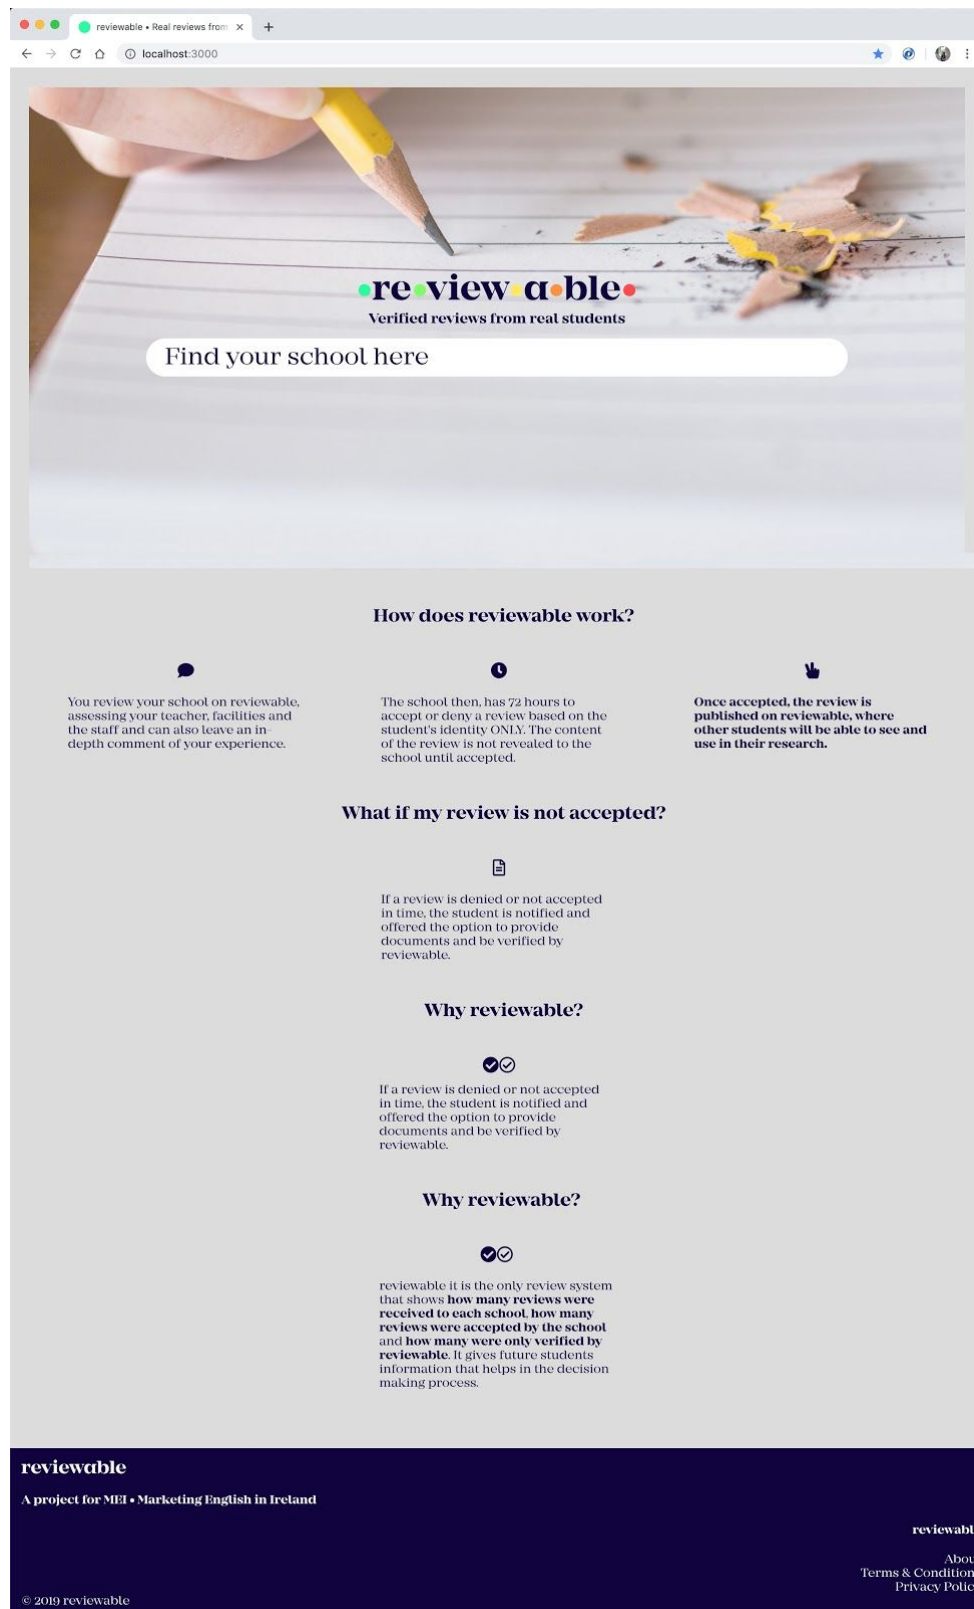 reviewable • Real reviews from
localhost:3000
•re•view•a•ble•
Verified reviews from real students
Find your school here
How does reviewable work?
You review your school on reviewable,
assessing your teacher, facilities and
the staff and can also leave an in-
depth comment of your experience.
The school then, has 72 hours to
accept or deny a review based on the
student's identity ONLY. The content
of the review is not revealed to the
school until accepted.
Once accepted, the review is
published on reviewable, where
other students will be able to see and
use in their research.
What if my review is not accepted?
If a review is denied or not accepted
in time, the student is notified and
offered the option to provide
documents and be verified by
reviewable.
Why reviewable?
If a review is denied or not accepted
in time, the student is notified and
offered the option to provide
documents and be verified by
reviewable.
Why reviewable?
reviewable it is the only review system
that shows how many reviews were
received to each school, how many
reviews were accepted by the school
and how many were only verified by
reviewable. It gives future students
information that helps in the decision
making process.
reviewable
A project for MEI • Marketing English in Ireland
reviewabl
Abou
Terms & Condition
Privacy Polic
© 2019 reviewable